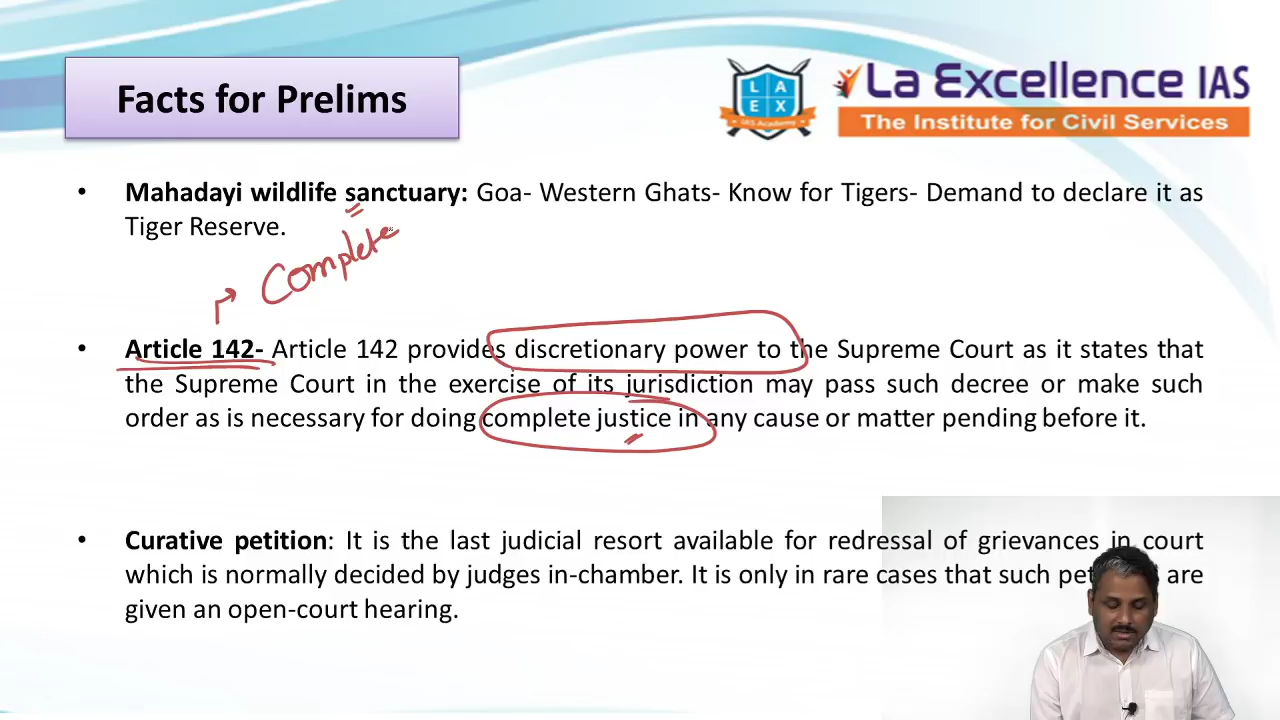 Facts for Prelims
L A
E X
IAS Academy
La Excellence IAS
The Institute for Civil Services
• Mahadayi wildlife sanctuary: Goa- Western Ghats- Know for Tigers- Demand to declare it as
Tiger Reserve.
Complete
• Article 142- Article 142 provides discretionary power to the Supreme Court as it states that
the Supreme Court in the exercise of its jurisdiction may pass such decree or make such
order as is necessary for doing complete justice in any cause or matter pending before it.
• Curative petition: It is the last judicial resort available for redressal of grievances in court
which is normally decided by judges in-chamber. It is only in rare cases that such are
given an open-court hearing.